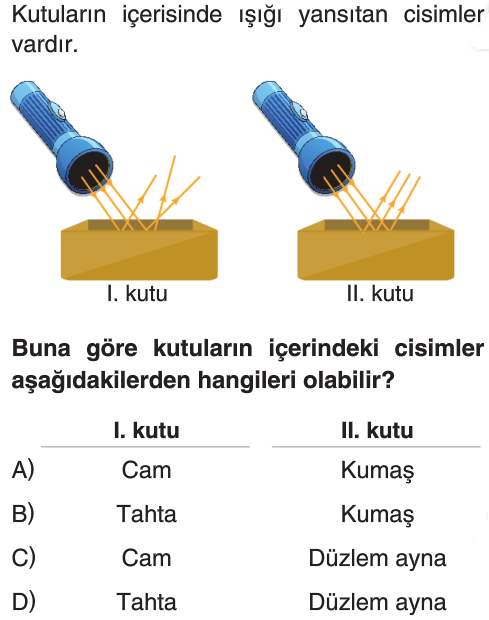 Kutuların içerisinde ışığı yansıtan cisimler
vardır.
I. kutu
II. kutu
Buna göre kutuların içerindeki cisimler
aşağıdakilerden hangileri olabilir?
I. kutu II. kutu
A) Cam Kumaş
B) Tahta Kumaş
C) Cam Düzlem ayna
D) Tahta Düzlem ayna